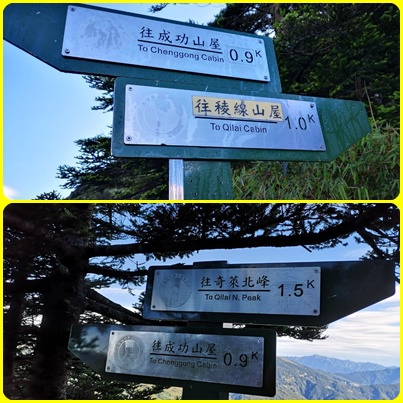 往成功山屋
To Chenggong Cabin 0.9K
往稜線山屋
To Qilai Cabin 1.0K
往奇萊北峰
To Qilai N. Peak 1.5K
往成功山屋
To Chenggong Cabin 0.9K